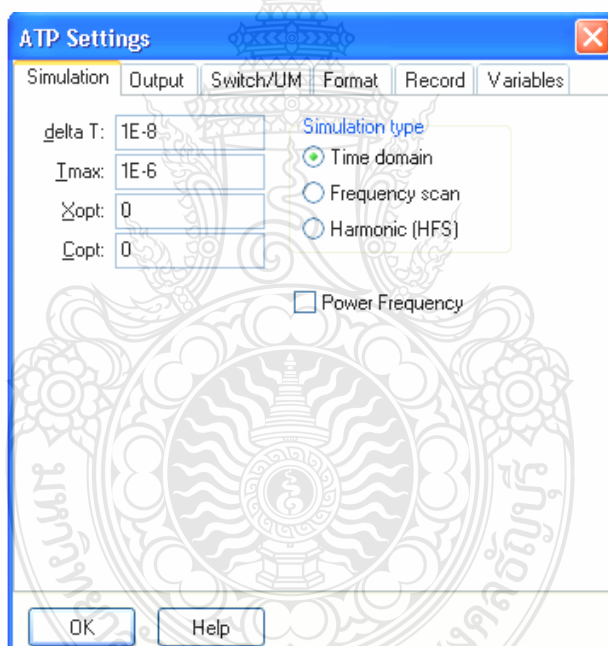 ATP Settings
Simulation Output Switch/UM Format Record Variables
delta T: 1E-8
Tmax: 1E-6
Xopt: 0
Copt: 0
Simulation type
Time domain
Frequency scan
Harmonic (HFS)
Power Frequency
OK Help